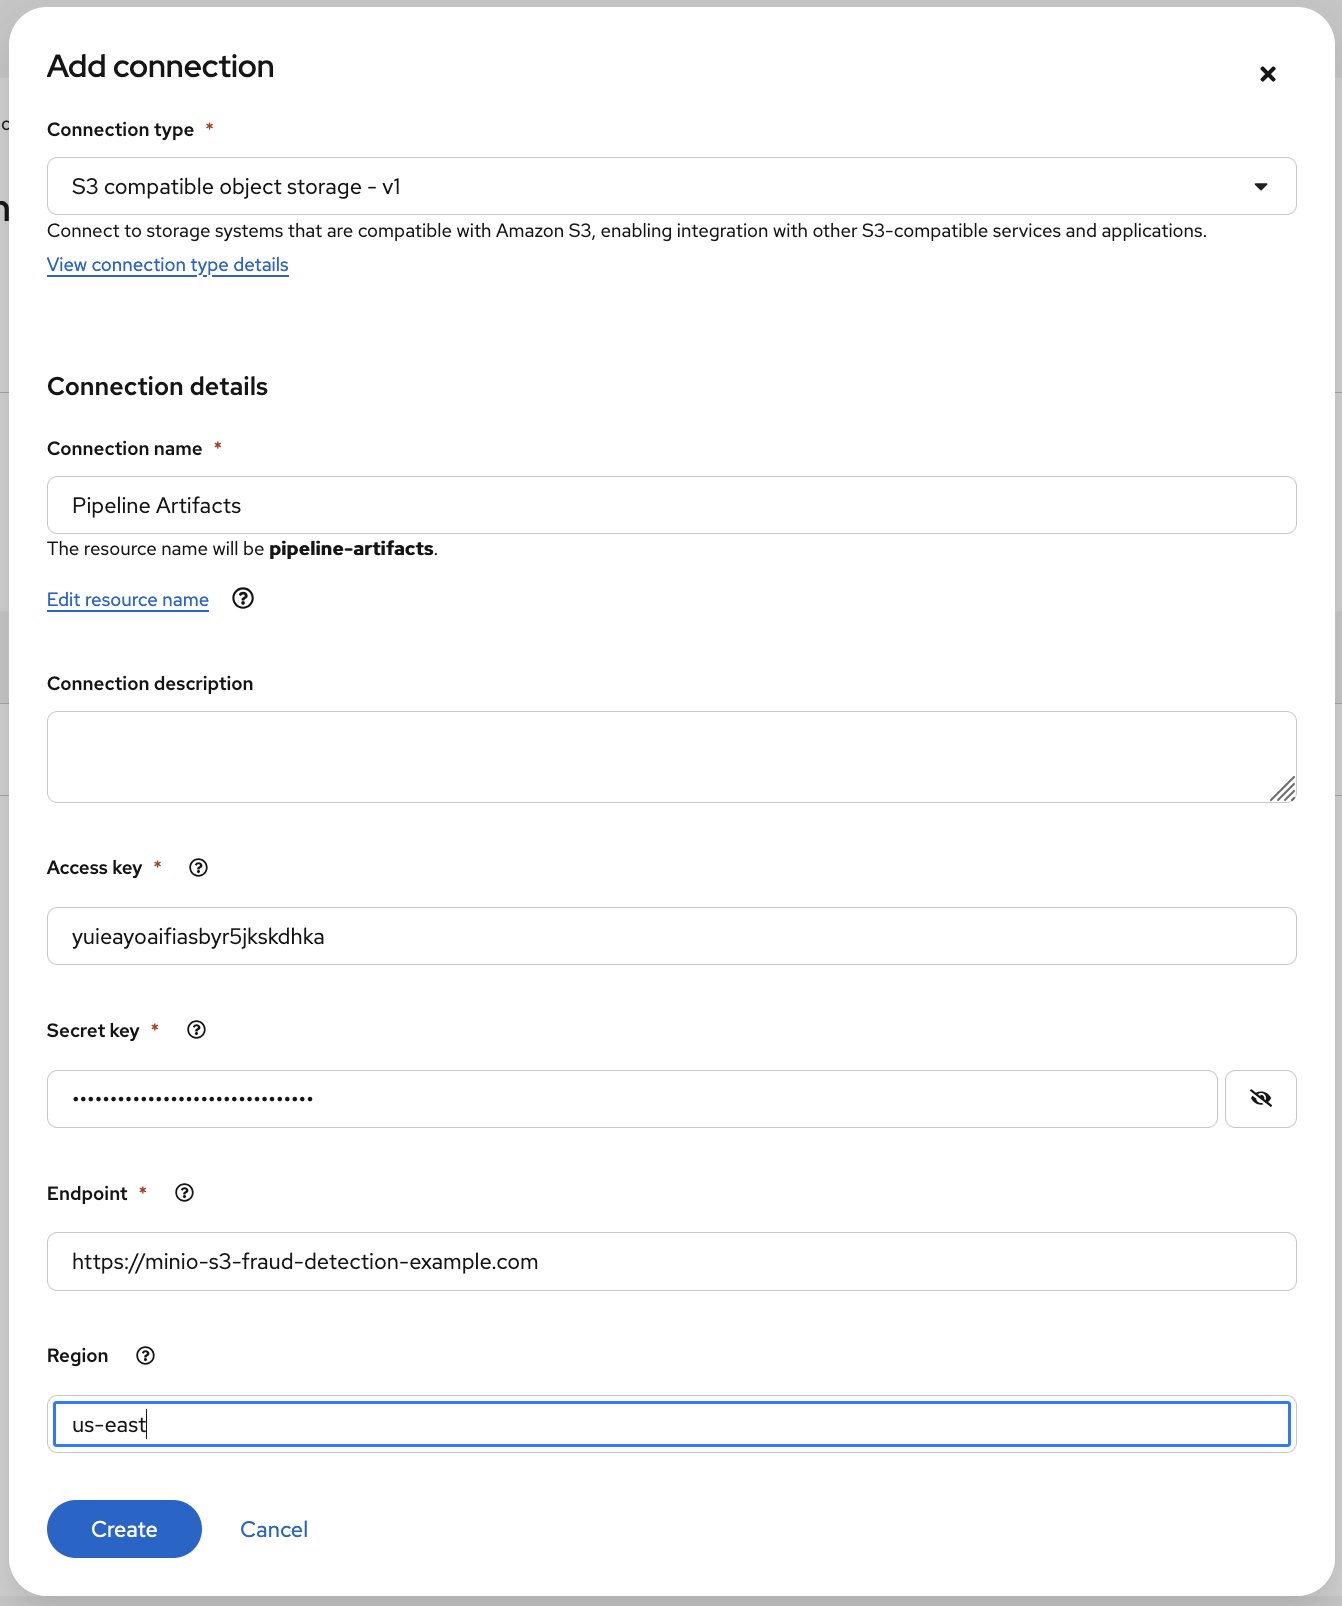 Add connection
Connection type *
S3 compatible object storage - v1
Connect to storage systems that are compatible with Amazon S3, enabling integration with other S3-compatible services and applications.
View connection type details
Connection details
Connection name *
Pipeline Artifacts
The resource name will be pipeline-artifacts.
Edit resource name
Connection description
Access key *
yuieayoaifiasbyr5jkskdhka
Secret key *
••••••••••••••••••••••••••••••••
Endpoint *
https://minio-s3-fraud-detection-example.com
Region
us-east
Create Cancel